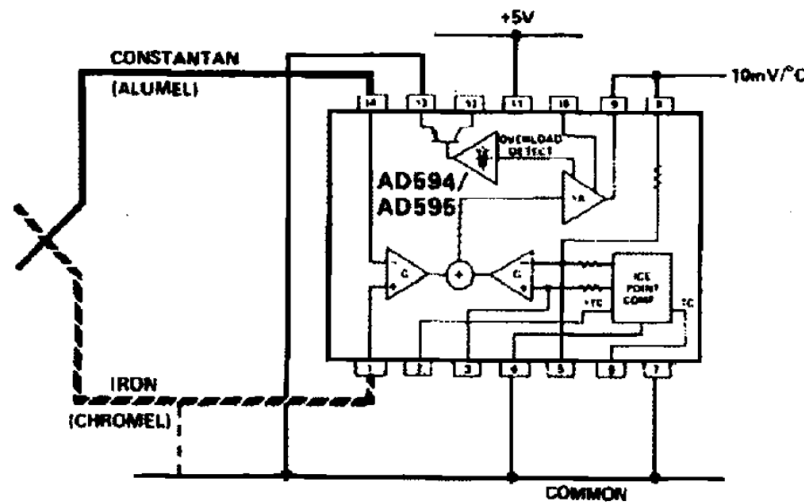 +5V
CONSTANTAN
(ALUMEL)
10mV/°C
14 13 12 11 10 9 8
OVERLOAD
DETECT
AD594/
AD595
+A
G
+
G
ICE
POINT
COMP.
+TC
-TC
1 2 3 4 5 6 7
IRON
(CHROMEL)
COMMON